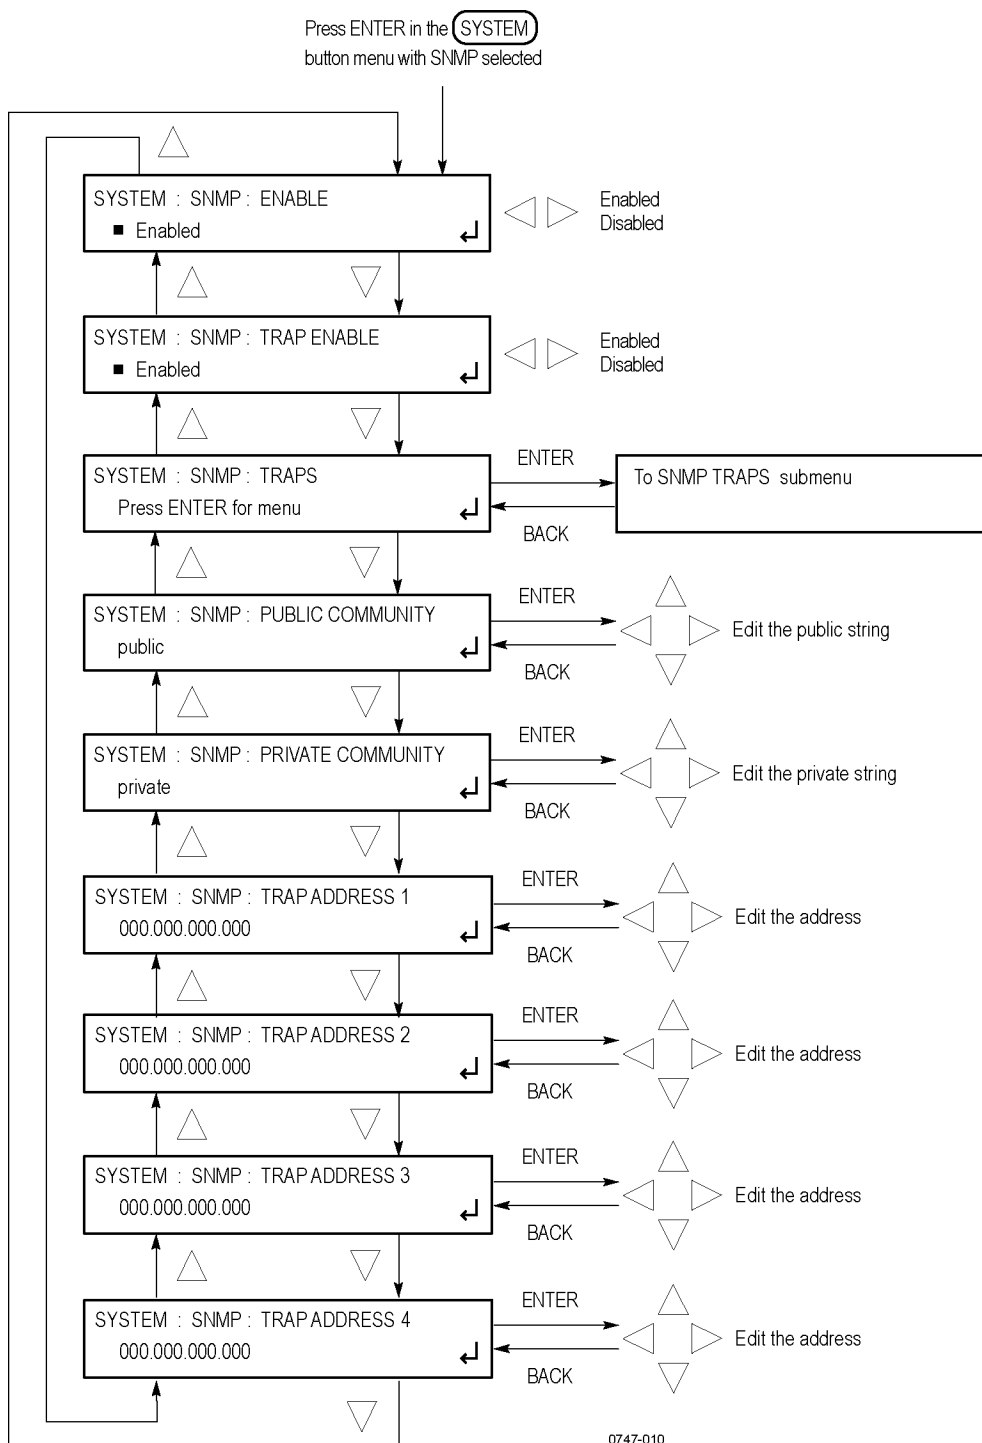 Press ENTER in the SYSTEM
button menu with SNMP selected
SYSTEM : SNMP : ENABLE
■ Enabled
Enabled
Disabled
SYSTEM : SNMP : TRAP ENABLE
■ Enabled
Enabled
Disabled
SYSTEM : SNMP : TRAPS
Press ENTER for menu
ENTER
BACK
To SNMP TRAPS submenu
SYSTEM : SNMP : PUBLIC COMMUNITY
public
ENTER
BACK
Edit the public string
SYSTEM : SNMP : PRIVATE COMMUNITY
private
ENTER
BACK
Edit the private string
SYSTEM : SNMP : TRAP ADDRESS 1
000.000.000.000
ENTER
BACK
Edit the address
SYSTEM : SNMP : TRAP ADDRESS 2
000.000.000.000
ENTER
BACK
Edit the address
SYSTEM : SNMP : TRAP ADDRESS 3
000.000.000.000
ENTER
BACK
Edit the address
SYSTEM : SNMP : TRAP ADDRESS 4
000.000.000.000
ENTER
BACK
Edit the address
0747-010